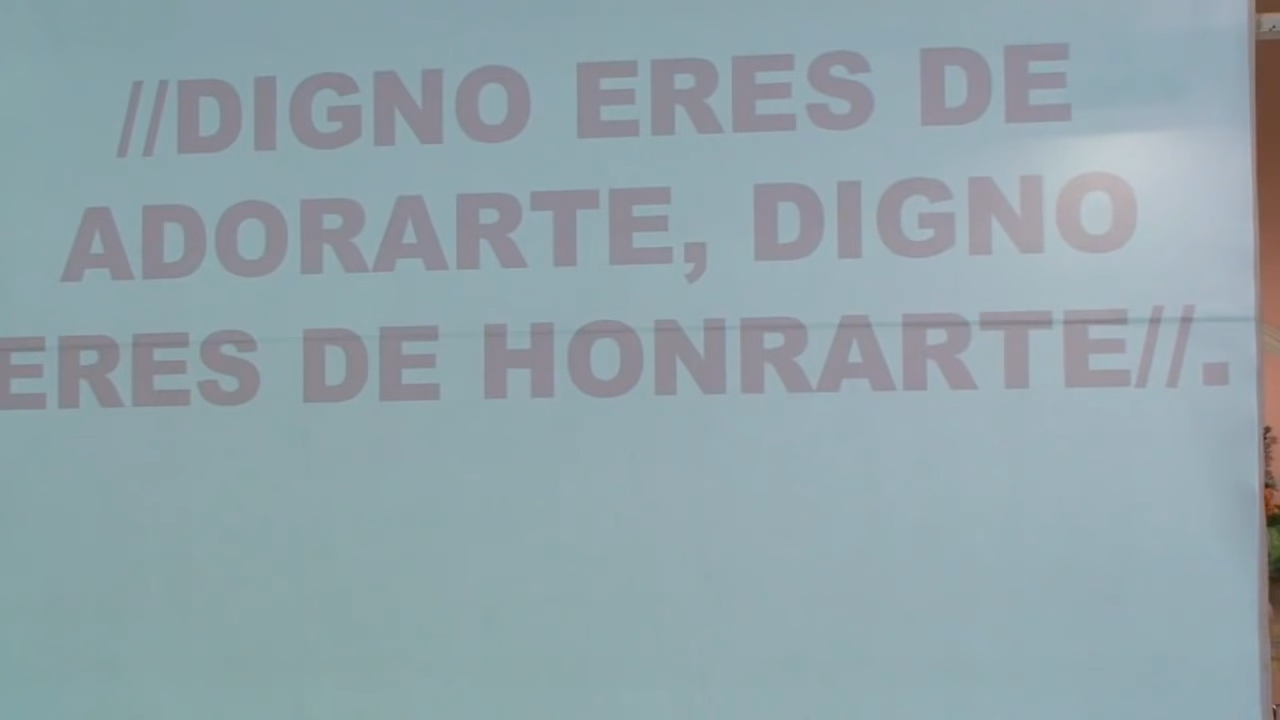 //DIGNO ERES DE
ADORARTE, DIGNO
ERES DE HONRARTE//.